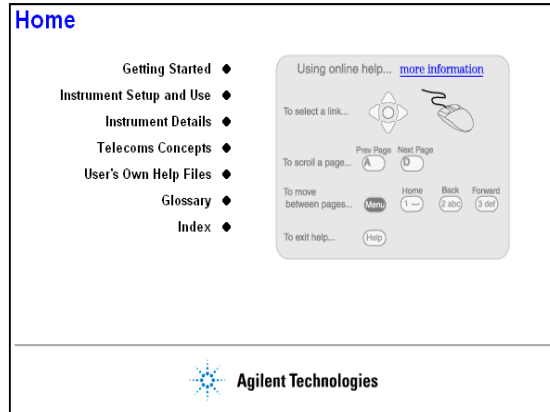 Home
Getting Started
Instrument Setup and Use
Instrument Details
Telecoms Concepts
User's Own Help Files
Glossary
Index
Using online help... more information
To select a link...
To scroll a page...
Prev Page Next Page
A D
To move
between pages...
Home Back Forward
Menu 1 2 abc 3 def
To exit help...
Help
Agilent Technologies